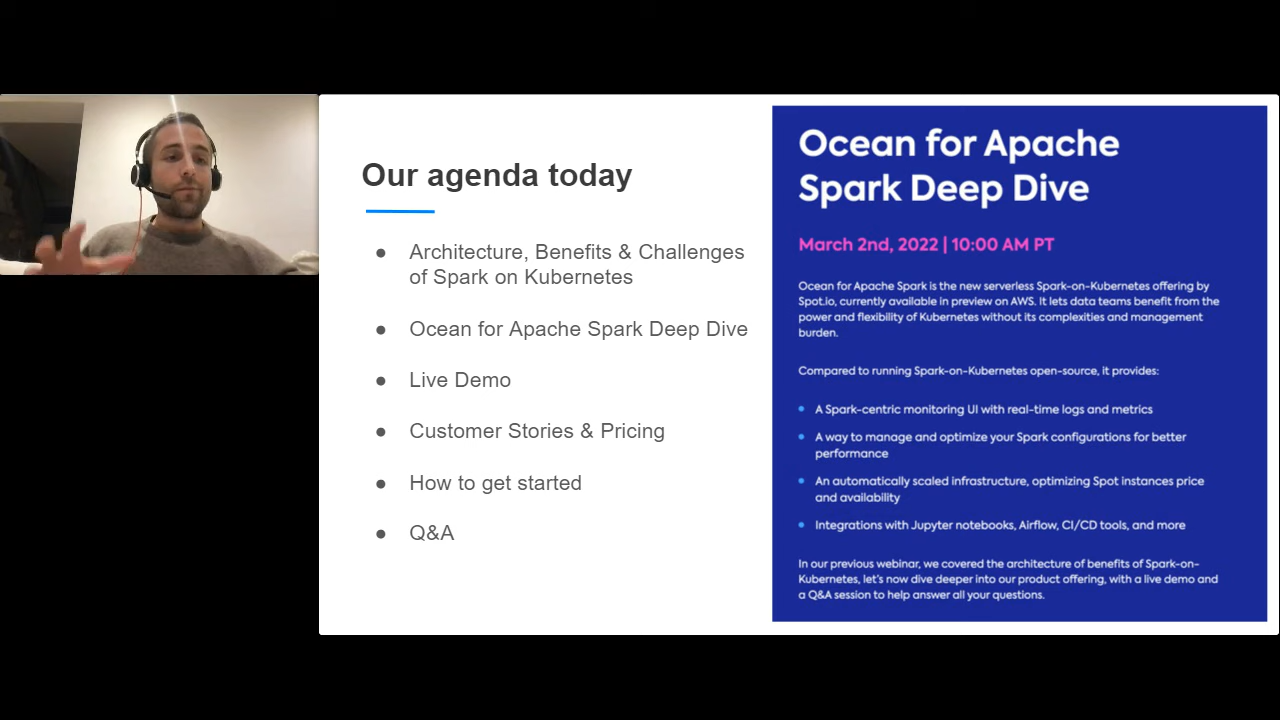 Our agenda today
● Architecture, Benefits & Challenges
of Spark on Kubernetes
● Ocean for Apache Spark Deep Dive
● Live Demo
● Customer Stories & Pricing
● How to get started
● Q&A
Ocean for Apache
Spark Deep Dive
March 2nd, 2022 | 10:00 AM PT
Ocean for Apache Spark is the new serverless Spark-on-Kubernetes offering by
Spot.io, currently available in preview on AWS. It lets data teams benefit from the
power and flexibility of Kubernetes without its complexities and management
burden.
Compared to running Spark-on-Kubernetes open-source, it provides:
• A Spark-centric monitoring UI with real-time logs and metrics
• A way to manage and optimize your Spark configurations for better
performance
• An automatically scaled infrastructure, optimizing Spot instances price
and availability
• Integrations with Jupyter notebooks, Airflow, CI/CD tools, and more
In our previous webinar, we covered the architecture of benefits of Spark-on-
Kubernetes, let's now dive deeper into our product offering, with a live demo and
a Q&A session to help answer all your questions.